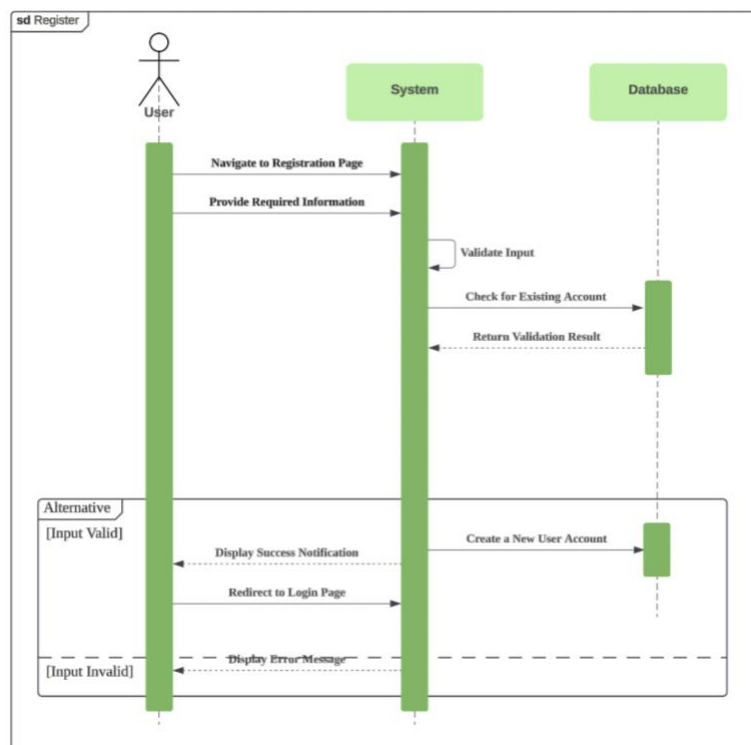 sd Register
User
System
Database
Navigate to Registration Page
Provide Required Information
Validate Input
Check for Existing Account
Return Validation Result
Alternative
[Input Valid]
Create a New User Account
Display Success Notification
Redirect to Login Page
Display Error Message
[Input Invalid]